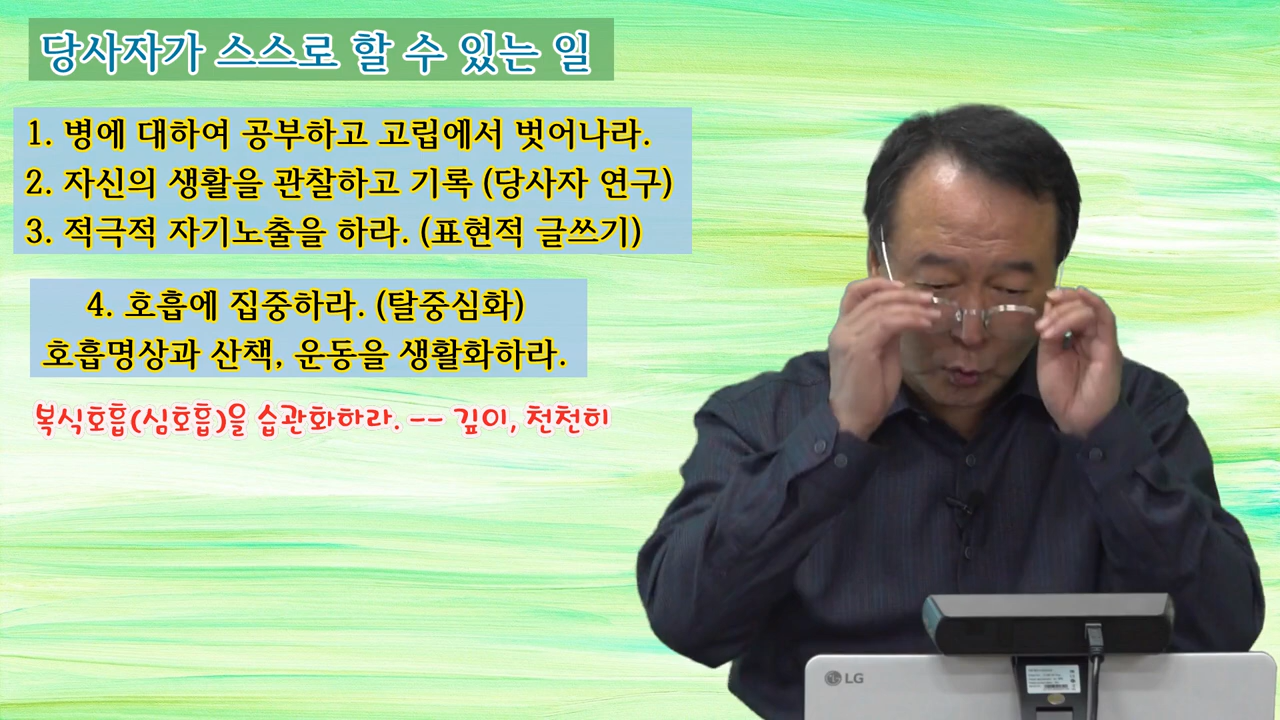 당사자가 스스로 할 수 있는 일
1. 병에 대하여 공부하고 고립에서 벗어나라.
2. 자신의 생활을 관찰하고 기록 (당사자 연구)
3. 적극적 자기노출을 하라. (표현적 글쓰기)
4. 호흡에 집중하라. (탈중심화)
호흡명상과 산책, 운동을 생활화하라.
복식호흡(심호흡)을 습관화하라. -- 깊이, 천천히
LG